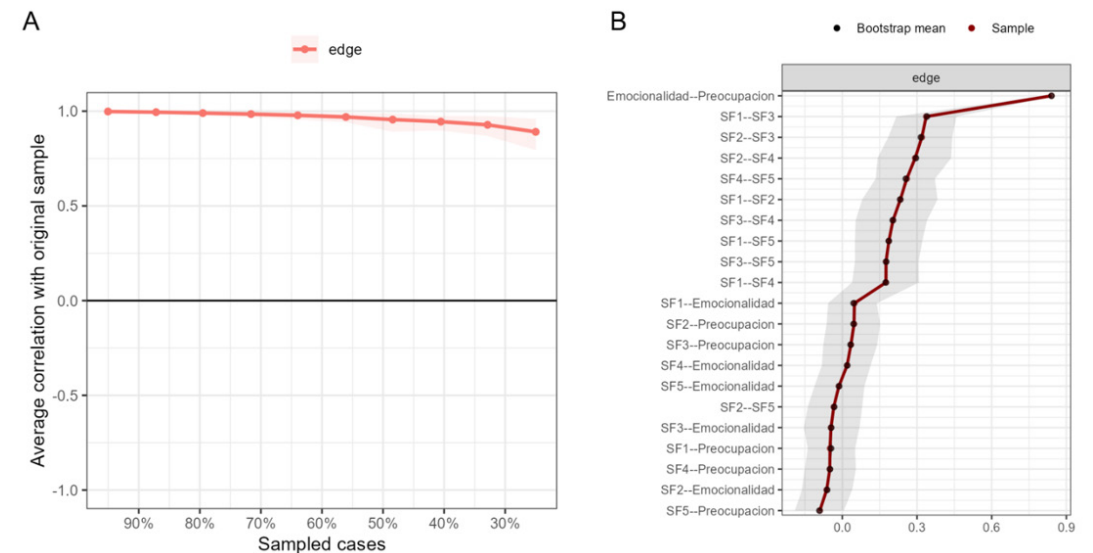 A
edge
Average correlation with original sample
1.0
0.5
0.0
-0.5
-1.0
90% 80% 70% 60% 50% 40% 30%
Sampled cases
B
Bootstrap mean Sample
edge
Emocionalidad--Preocupacion
SF1--SF3
SF2--SF3
SF2--SF4
SF4--SF5
SF1--SF2
SF3--SF4
SF1--SF5
SF3--SF5
SF1--SF4
SF1--Emocionalidad
SF2--Preocupacion
SF3--Preocupacion
SF4--Emocionalidad
SF5--Emocionalidad
SF2--SF5
SF3--Emocionalidad
SF1--Preocupacion
SF4--Preocupacion
SF2--Emocionalidad
SF5--Preocupacion
0.0 0.3 0.6 0.9